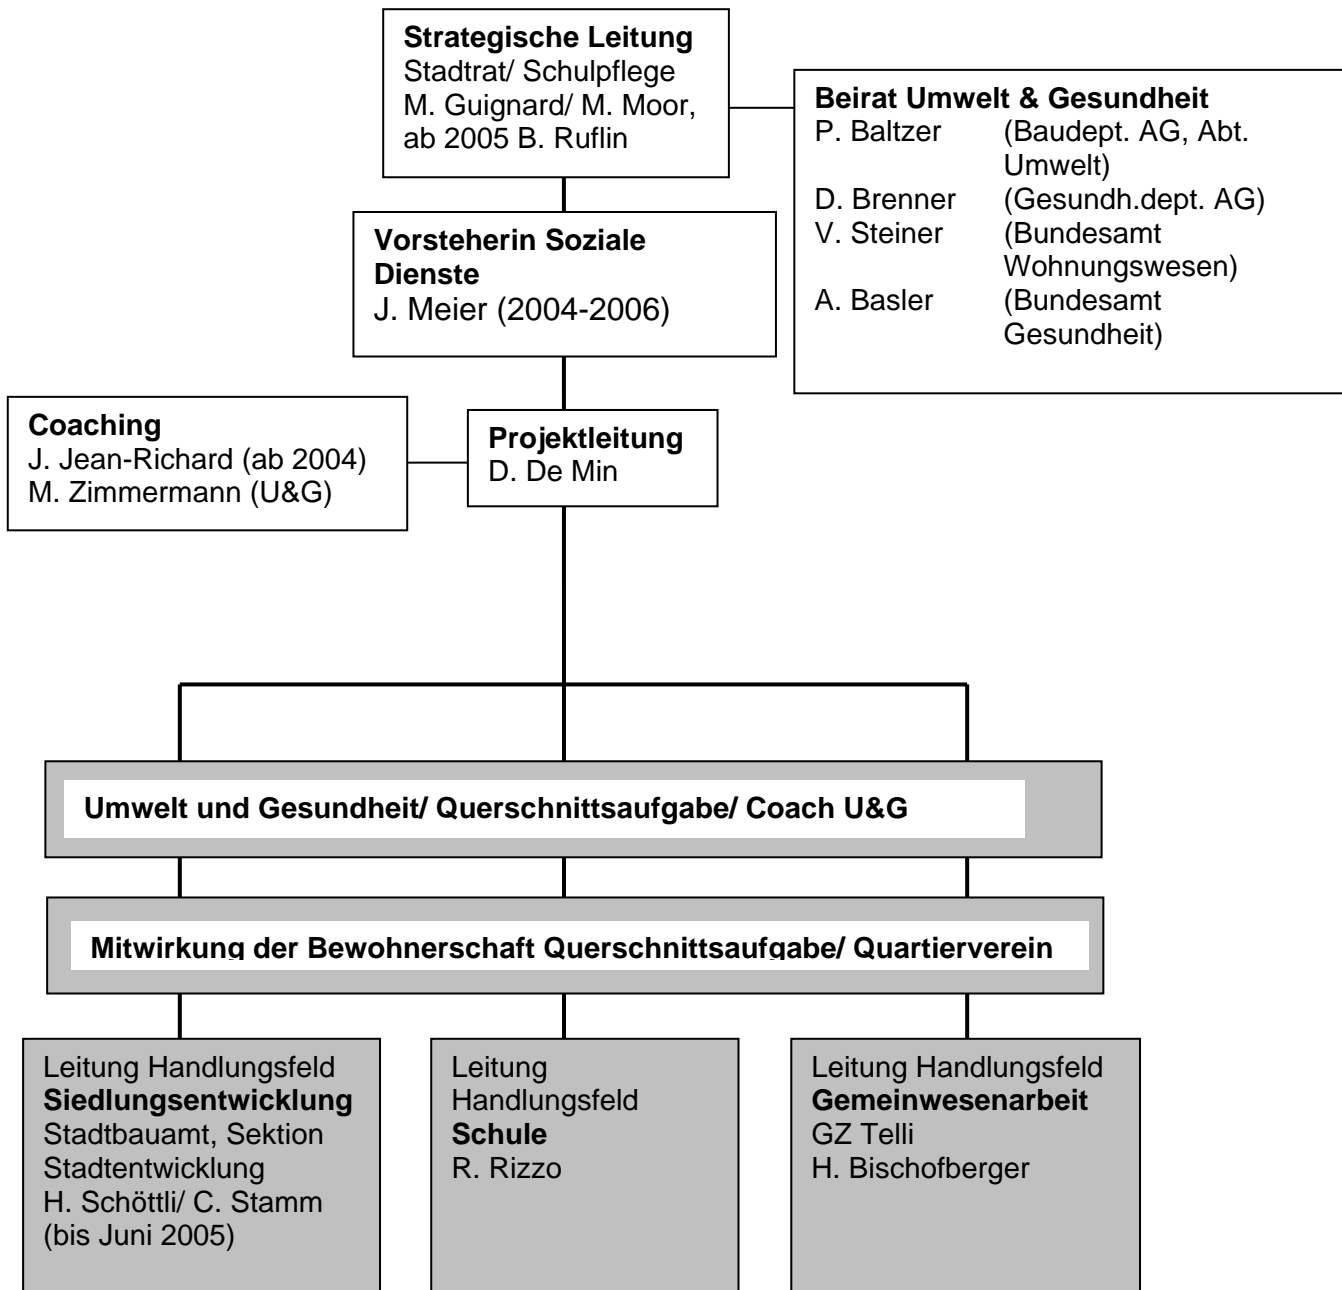 Strategische Leitung
Stadtrat/ Schulpflege
M. Guignard/ M. Moor,
ab 2005 B. Ruflin
Beirat Umwelt & Gesundheit
P. Baltzer (Baudept. AG, Abt.
Umwelt)
D. Brenner (Gesundh.dept. AG)
V. Steiner (Bundesamt
Wohnungswesen)
A. Basler (Bundesamt
Gesundheit)
Vorsteherin Soziale
Dienste
J. Meier (2004-2006)
Coaching
J. Jean-Richard (ab 2004)
M. Zimmermann (U&G)
Projektleitung
D. De Min
Umwelt und Gesundheit/ Querschnittsaufgabe/ Coach U&G
Mitwirkung der Bewohnerschaft Querschnittsaufgabe/ Quartierverein
Leitung Handlungsfeld
Siedlungsentwicklung
Stadtbauamt, Sektion
Stadtentwicklung
H. Schöttli/ C. Stamm
(bis Juni 2005)
Leitung
Handlungsfeld
Schule
R. Rizzo
Leitung Handlungsfeld
Gemeinwesenarbeit
GZ Telli
H. Bischofberger